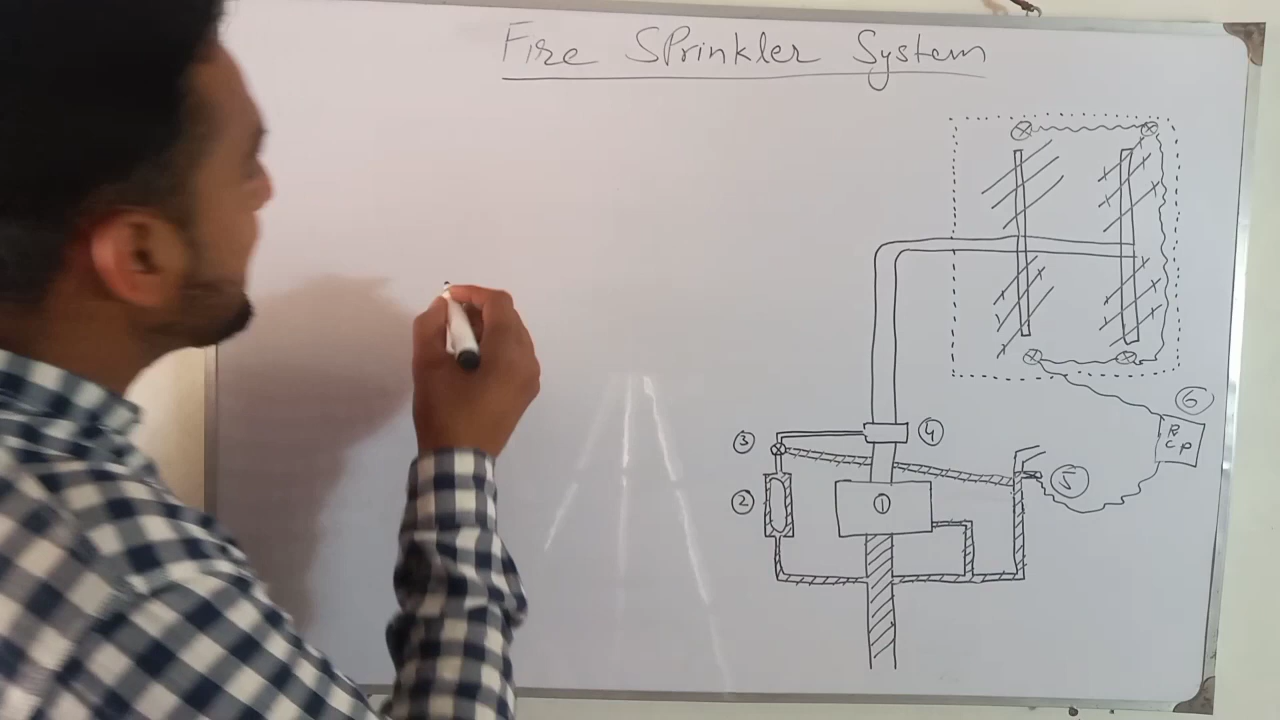 Fire SPrinkler System
⑥
R
C P
③
④
②
①
⑤